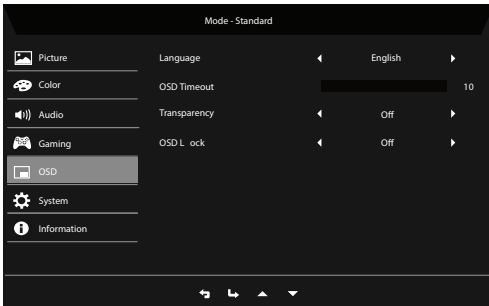 Mode - Standard
Picture
Color
Audio
Gaming
OSD
System
Information
Language English
OSD Timeout 10
Transparency Off
OSD L ock Off